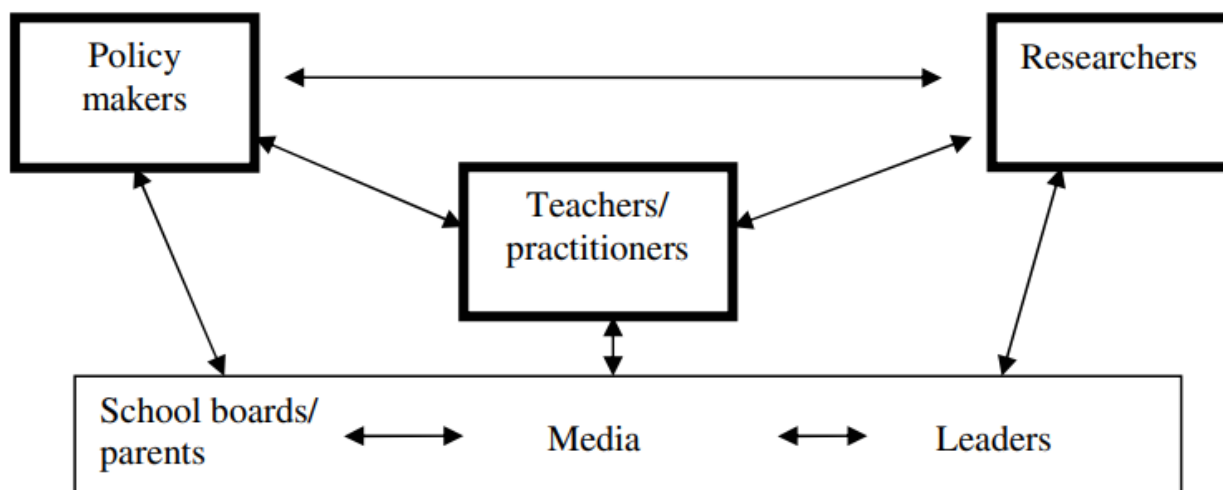 Policy
makers
Researchers
Teachers/
practitioners
School boards/
parents
Media
Leaders